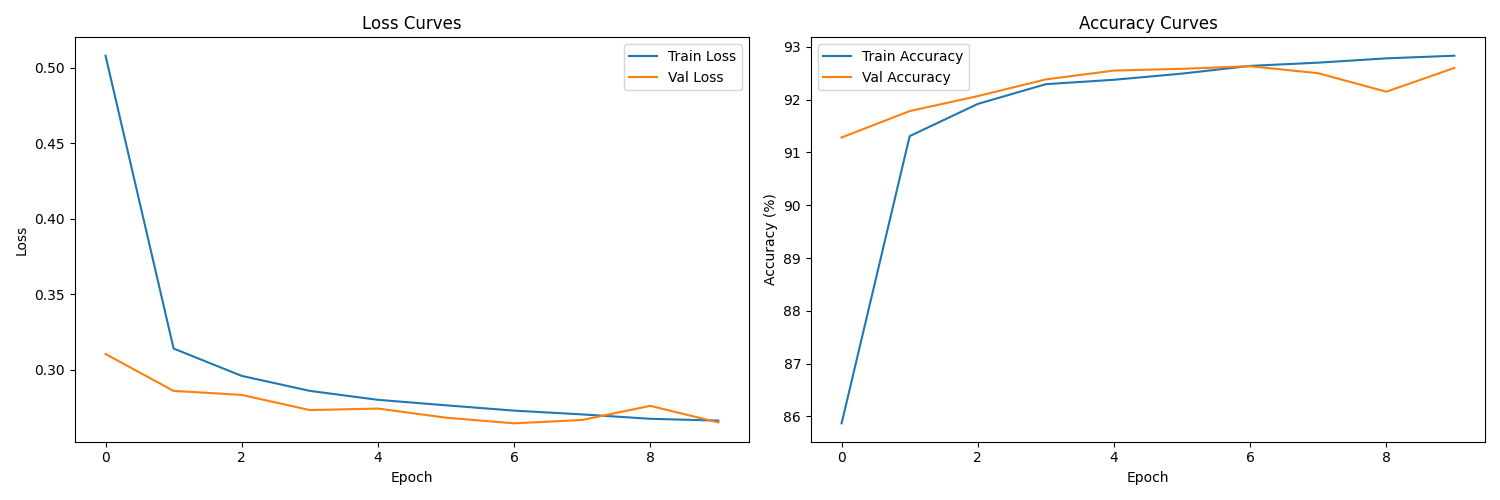 Loss Curves
Train Loss
Val Loss
0.50
0.45
0.40
0.35
0.30
Loss
0 2 4 6 8
Epoch
Accuracy Curves
Train Accuracy
Val Accuracy
93
92
91
90
89
88
87
86
Accuracy (%)
0 2 4 6 8
Epoch